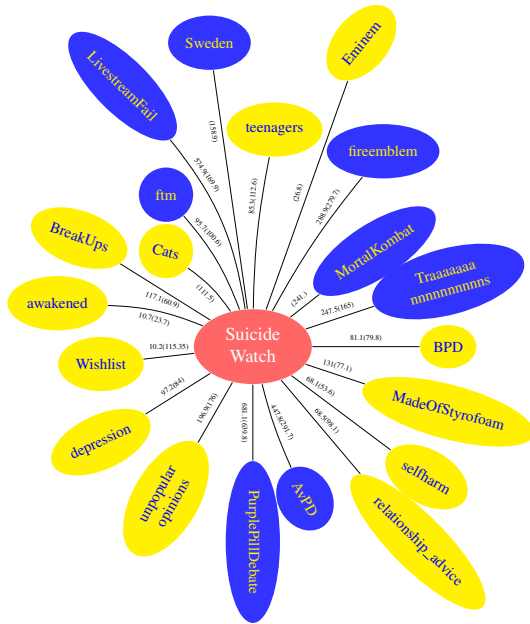 Eminem
Sweden
LivestreamFail
teenagers
fireemblem
(158.9)
(26.8)
574.9(169.9)
85.3(112.6)
288.9(279.7)
ftm
95.7(100.6)
BreakUps
Cats
MortalKombat
Traaaaaaa
nnnnnnnnnns
117.1(60.9)
(111.5)
(241.)
247.5(165)
awakened
10.7(23.7)
Suicide
Watch
81.1(79.8)
BPD
Wishlist
10.2(115.35)
131(77.1)
MadeOfStyrofoam
depression
97.2(84)
68.1(53.6)
selfharm
196.9(176)
68.5(98.1)
unpopular
opinions
681.1(659.8)
447.8(291.7)
PurplePillDebate
AvPD
relationship_advice